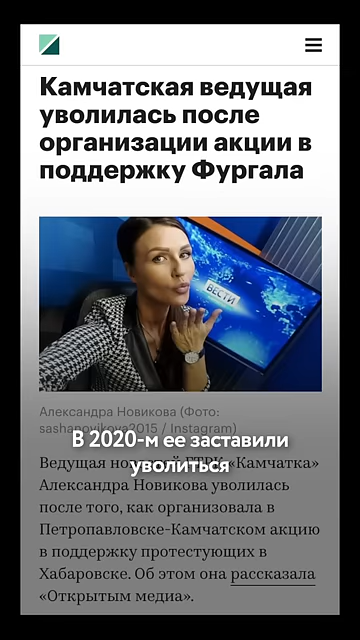 Камчатская ведущая
уволилась после
организации акции в
поддержку Фургала
ВЕСТИ
Александра Новикова (Фото:
sashanovikova2015 / Instagram)
В 2020-м ее заставили
уволиться
Ведущая новостей ГТРК «Камчатка»
Александра Новикова уволилась
после того, как организовала в
Петропавловске-Камчатском акцию
в поддержку протестующих в
Хабаровске. Об этом она рассказала
«Открытым медиа».